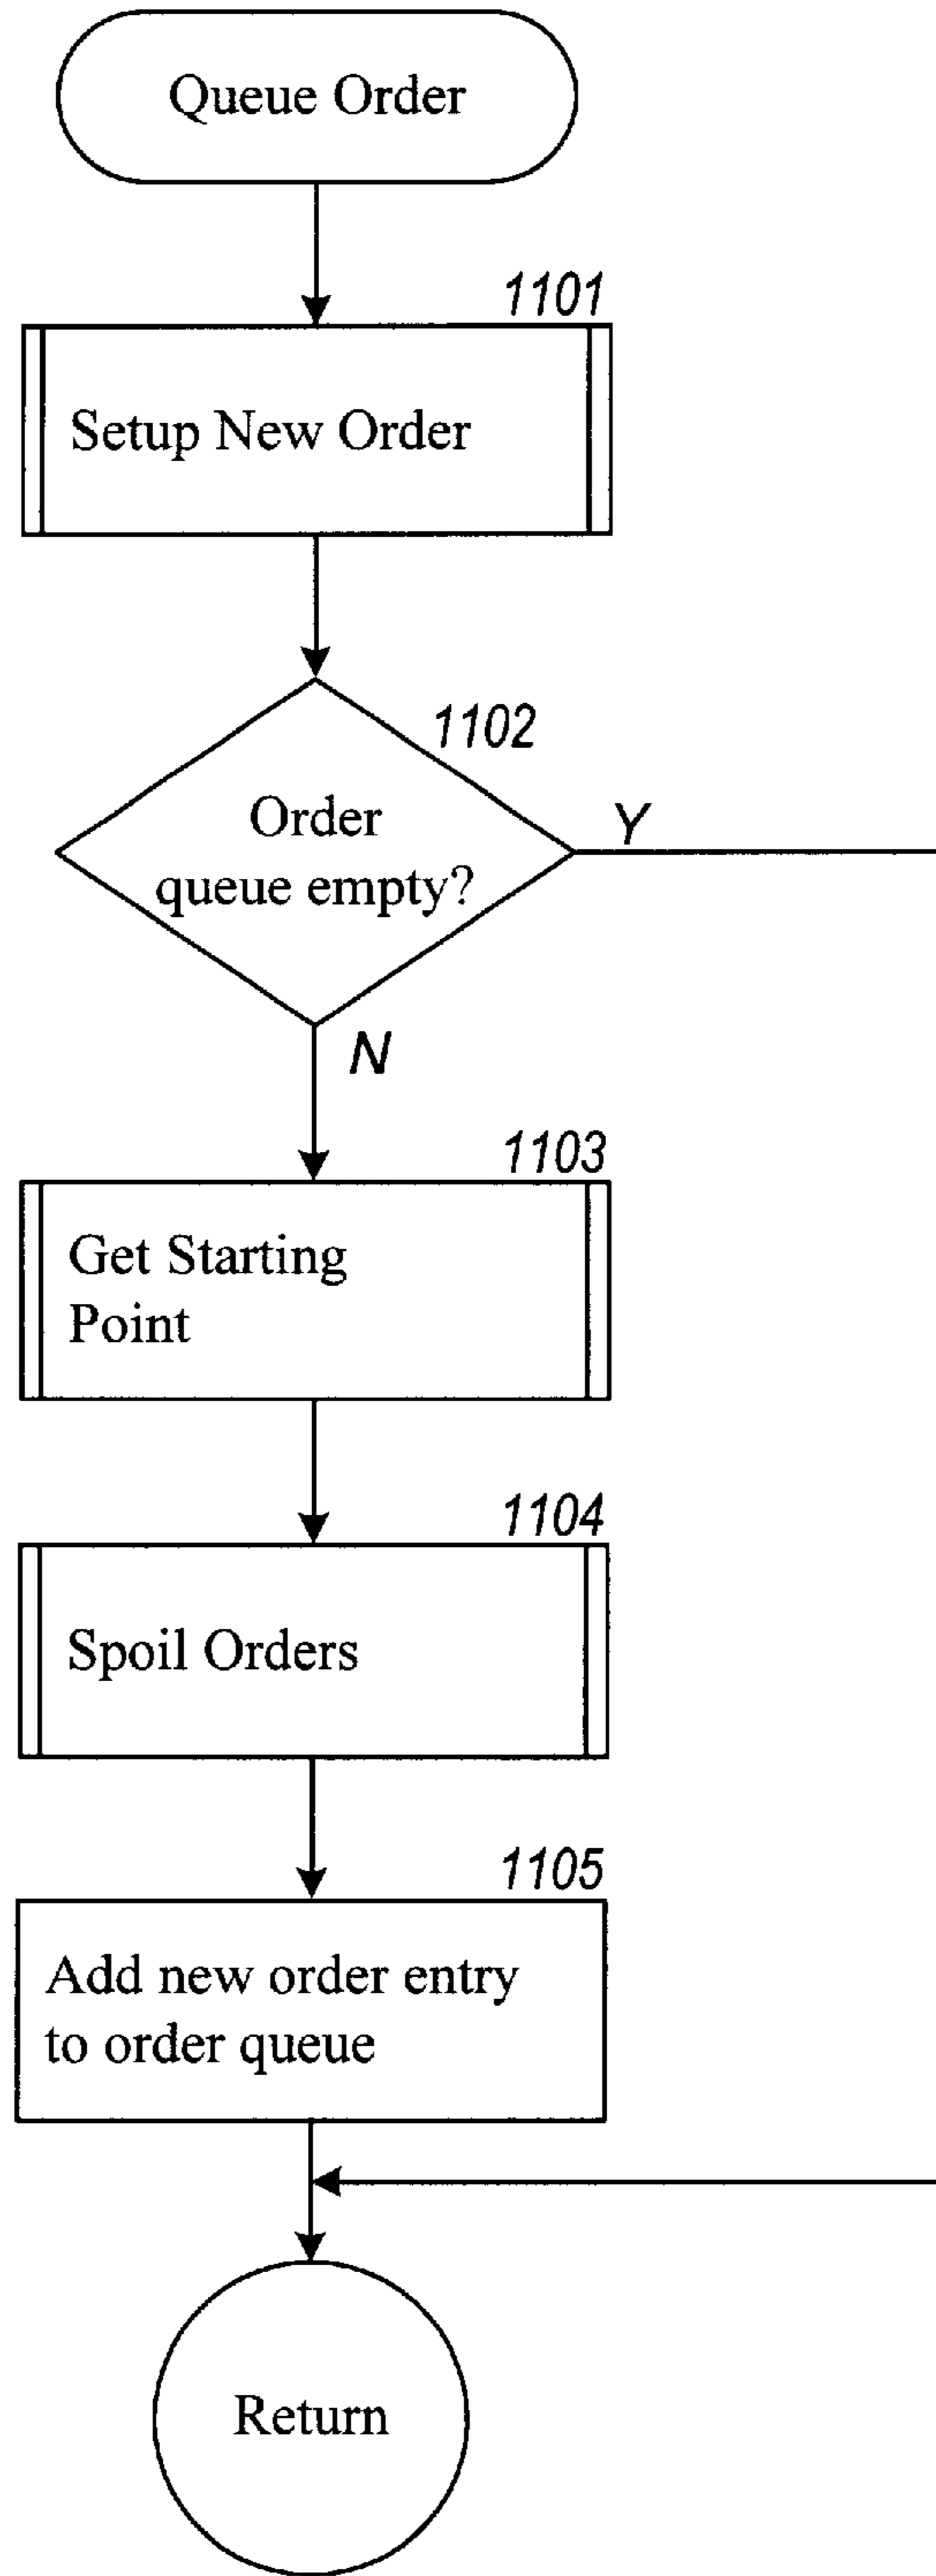 Queue Order
1101
Setup New Order
1102
Order
queue empty?
Y
N
1103
Get Starting
Point
1104
Spoil Orders
1105
Add new order entry
to order queue
Return